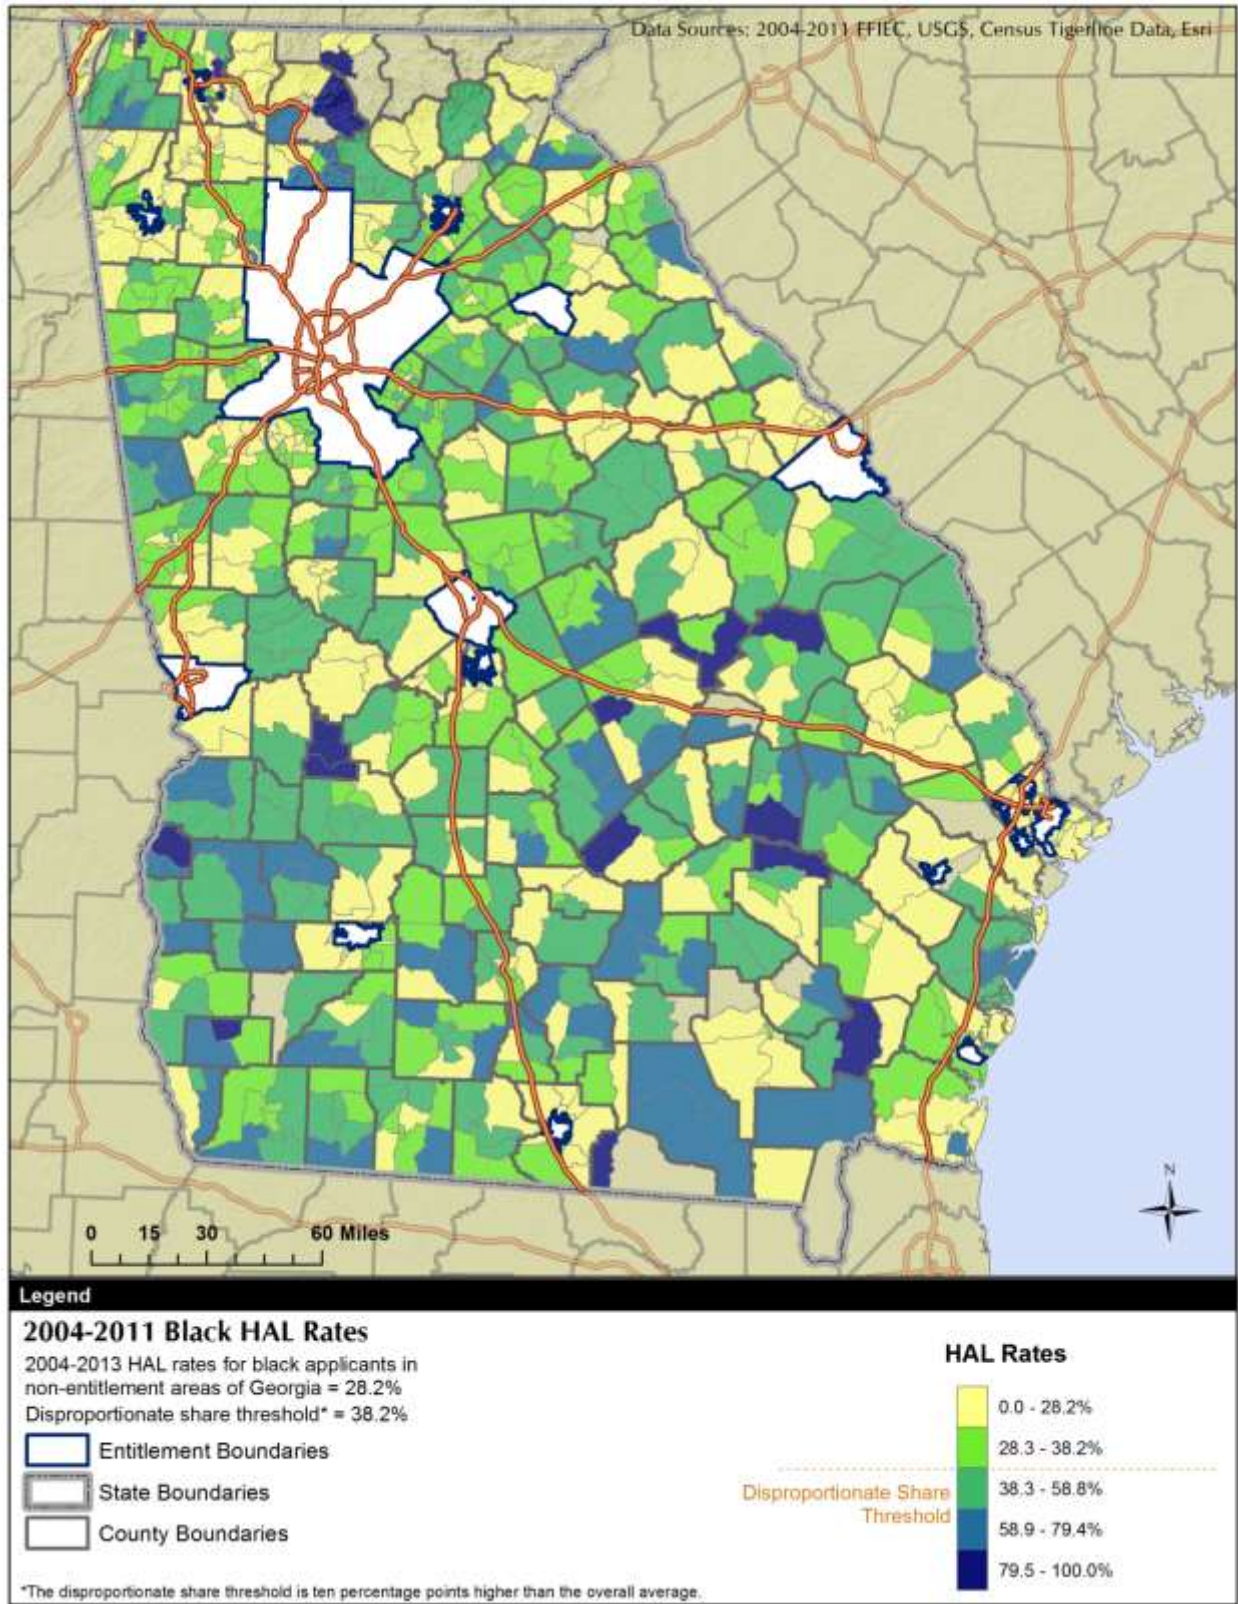 Data Sources: 2004-2011 FFIEC, USGS, Census Tigerline Data, Esri
N
0 15 30 60 Miles
Legend
2004-2011 Black HAL Rates
2004-2013 HAL rates for black applicants in
non-entitlement areas of Georgia = 28.2%
Disproportionate share threshold* = 38.2%
Entitlement Boundaries
State Boundaries
County Boundaries
*The disproportionate share threshold is ten percentage points higher than the overall average.
HAL Rates
0.0 - 28.2%
28.3 - 38.2%
Disproportionate Share
Threshold
38.3 - 58.8%
58.9 - 79.4%
79.5 - 100.0%